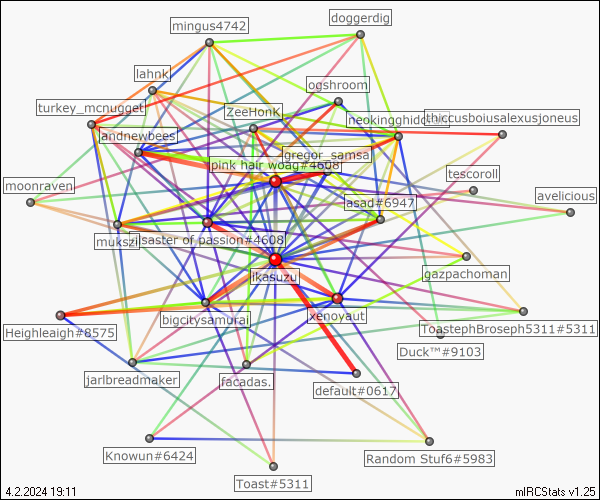 doggerdig
mingus4742
lahnk
ogshroom
turkey_mcnugget
ZeeHonK
thiccusboiusalexusjoneus
jandnewbees
gregor_samsa
pink hair woag#4608
tescoroll
moonraven
asad#6947
avelicious
mukszi
disaster of passion#4608
ikasuzu
gazpachoman
bigcitysamurai
xenoyaut
Heighleaigh#8575
ToastephBroseph5311#5311
Duck™#9103
jarlbreadmaker
facadas.
default#0617
Knowun#6424
Random Stuf6#5983
Toast#5311
4.2.2024 19:11
mIRCStats v1.25